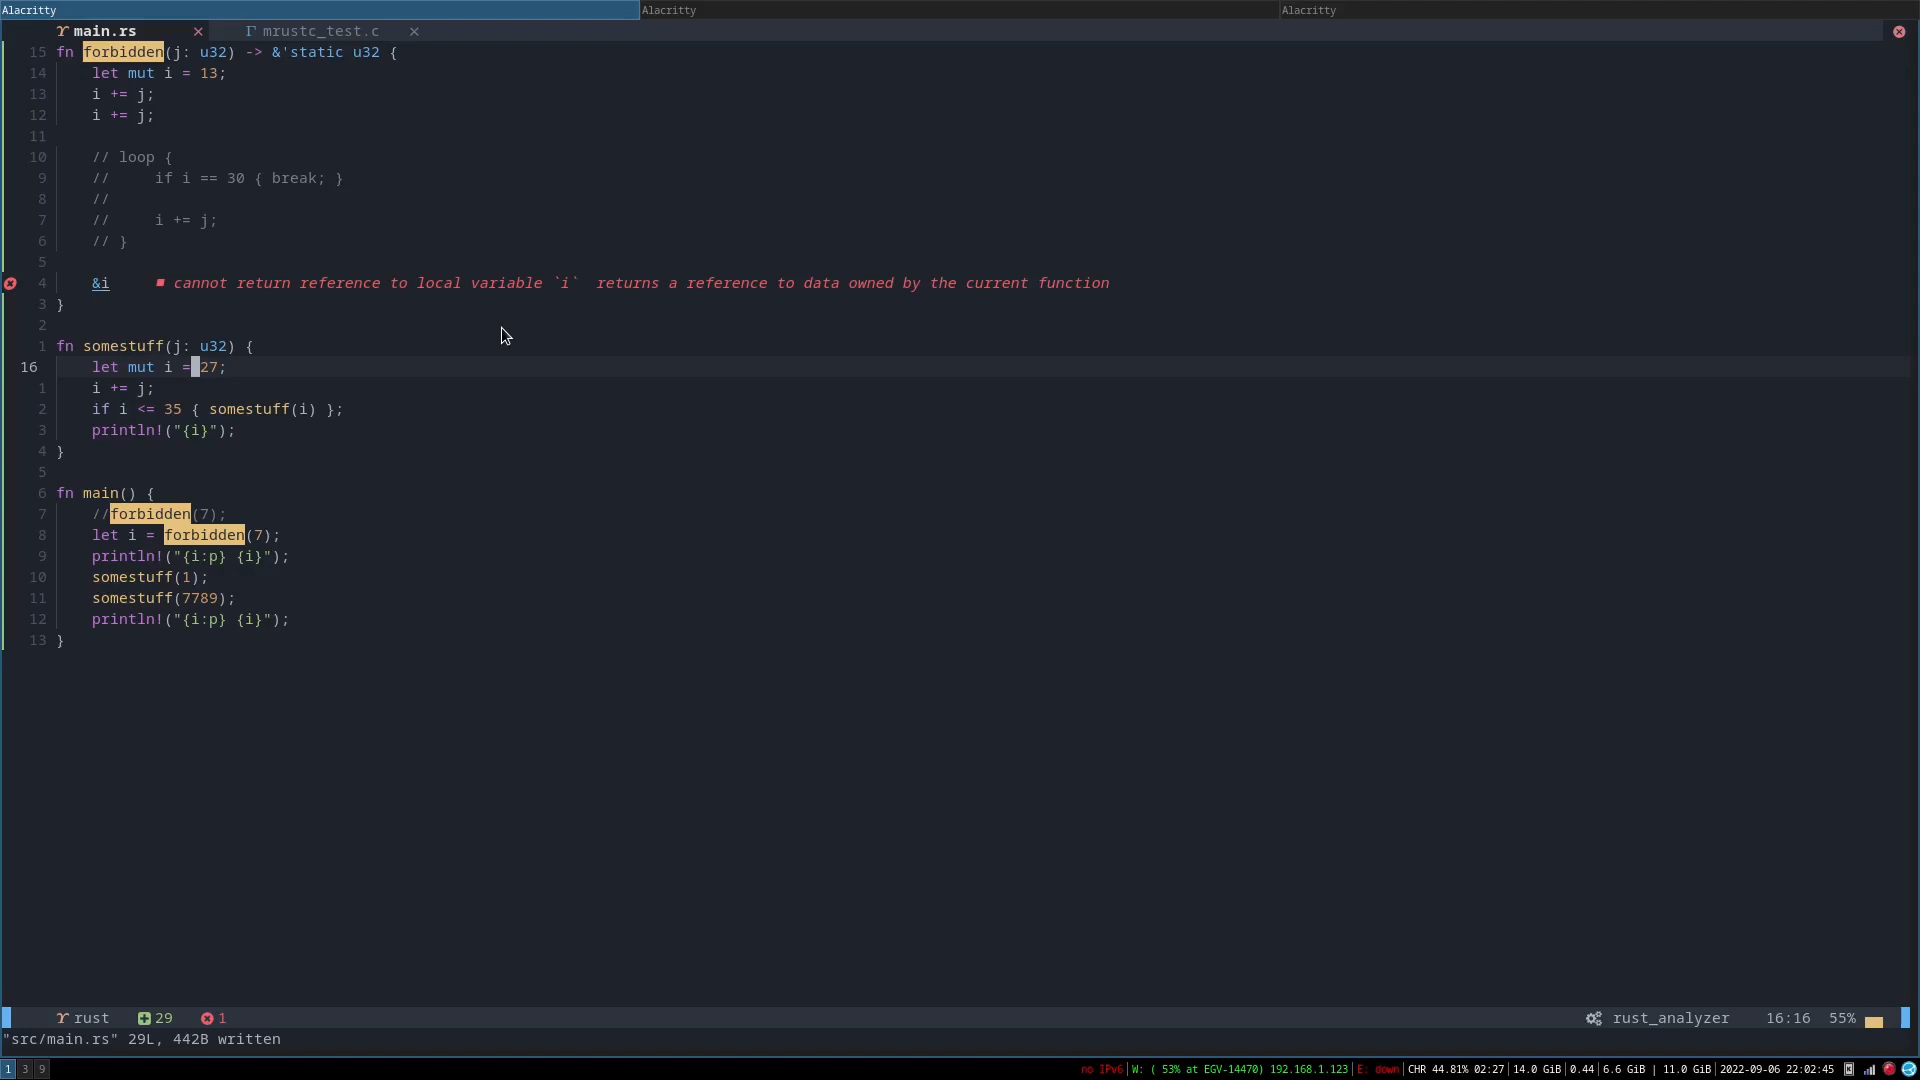 Alacritty Alacritty Alacritty
main.rs × mrustc_test.c ×
15 fn forbidden(j: u32) -> &'static u32 {
14     let mut i = 13;
13     i += j;
12     i += j;
11
10     // loop {
9     //     if i == 30 { break; }
8     //
7     //     i += j;
6     // }
5
4     &i     ■ cannot return reference to local variable `i`  returns a reference to data owned by the current function
3 }
2
1 fn somestuff(j: u32) {
16     let mut i = 27;
1     i += j;
2     if i <= 35 { somestuff(i) };
3     println!("{i}");
4 }
5
6 fn main() {
7     //forbidden(7);
8     let i = forbidden(7);
9     println!("{i:p} {i}");
10     somestuff(1);
11     somestuff(7789);
12     println!("{i:p} {i}");
13 }
rust 29 1 rust_analyzer 16:16 55%
"src/main.rs" 29L, 442B written
1 3 9 no IPv6|W: ( 53% at EGV-14470) 192.168.1.123|E: down|CHR 44.81% 02:27|14.0 GiB|0.44|6.6 GiB | 11.0 GiB|2022-09-06 22:02:45